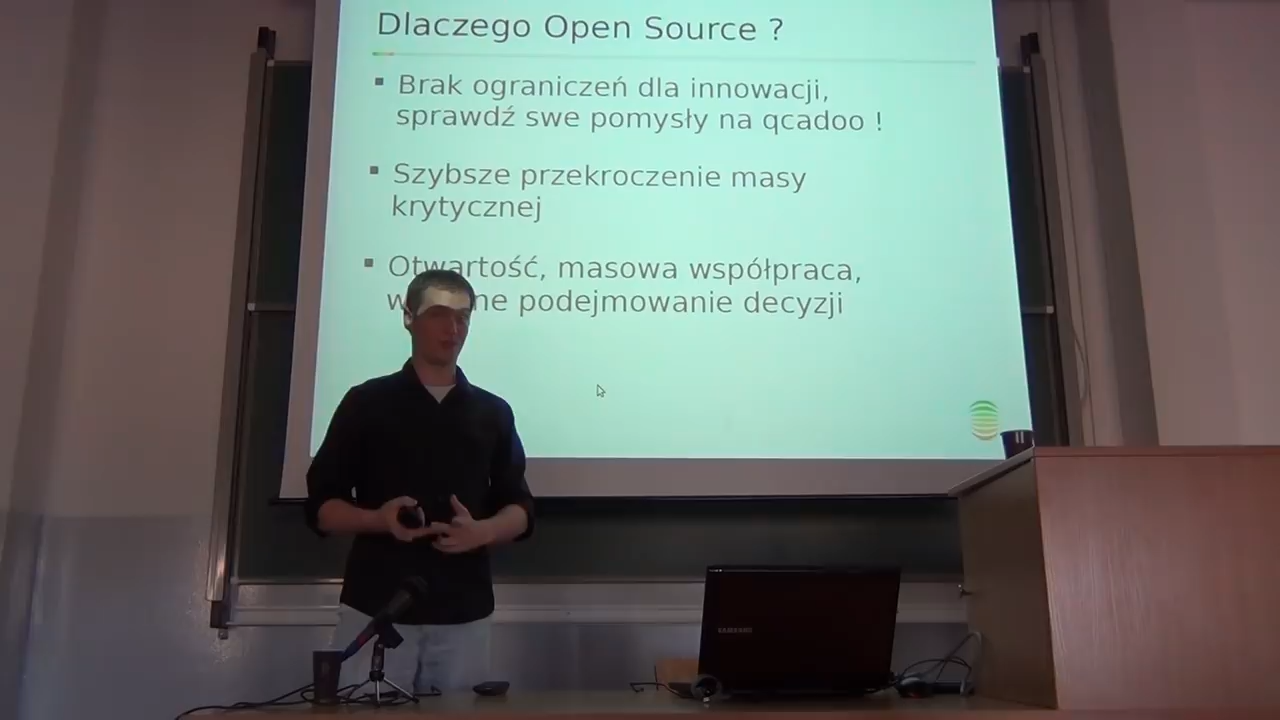 Dlaczego Open Source ?
Brak ograniczeń dla innowacji,
sprawdź swe pomysły na qcadoo !
Szybsze przekroczenie masy
krytycznej
Otwartość, masowa współpraca,
podejmowanie decyzji
SAMSUNG